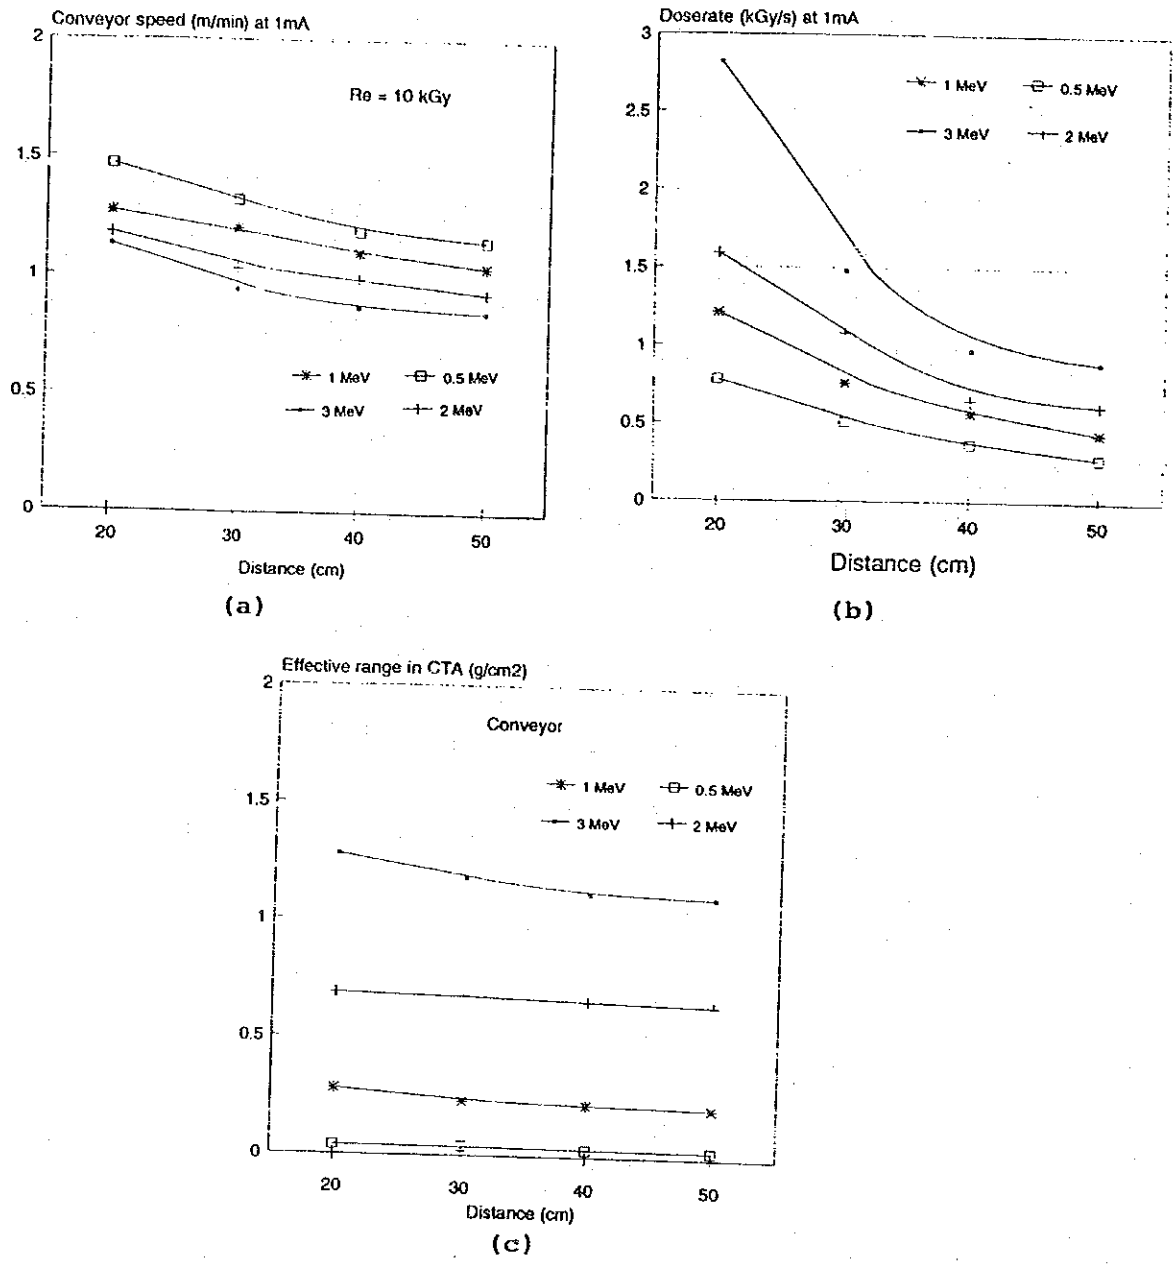 Conveyor speed (m/min) at 1mA
2
Re = 10 kGy
1.5
1
1 MeV 0.5 MeV
0.5
3 MeV 2 MeV
0
20 30 40 50
Distance (cm)
(a)
Doserate (kGy/s) at 1mA
3
1 MeV 0.5 MeV
2.5
3 MeV 2 MeV
2
1.5
1
0.5
0
20 30 40 50
Distance (cm)
(b)
Effective range in CTA (g/cm2)
2
Conveyor
1 MeV 0.5 MeV
1.5
3 MeV 2 MeV
1
0.5
0
20 30 40 50
Distance (cm)
(c)